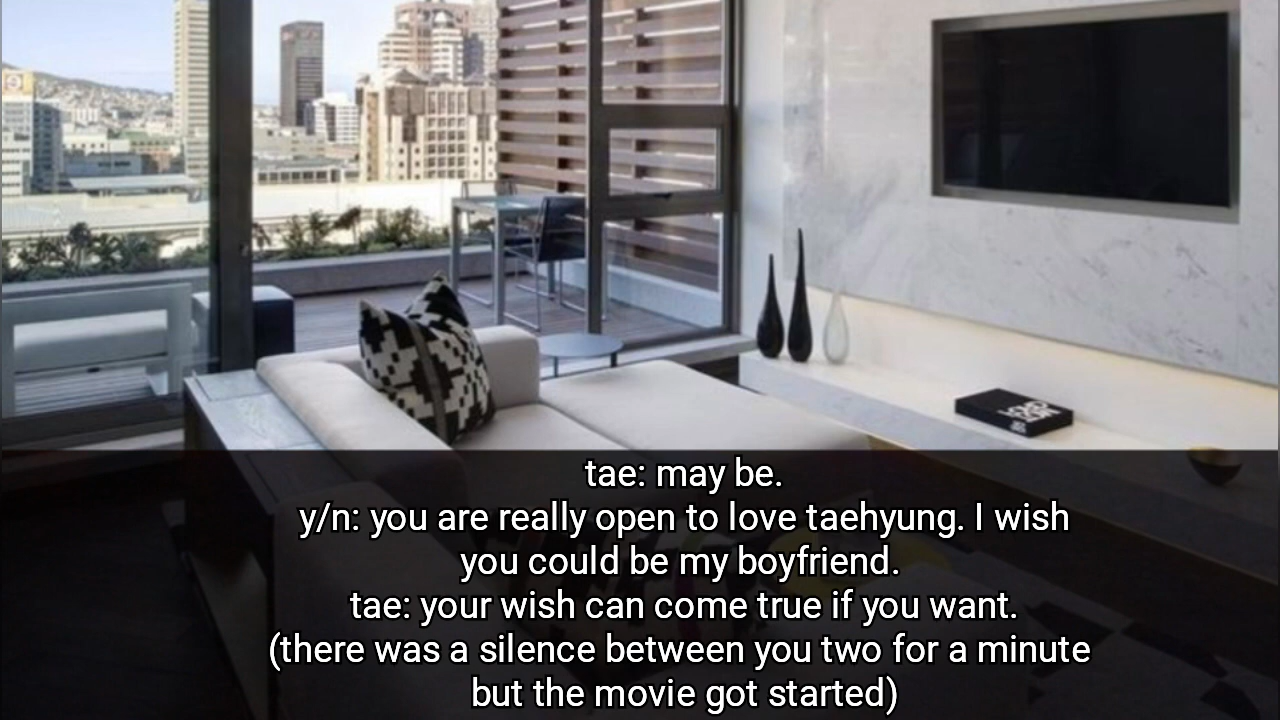 tae: may be.
y/n: you are really open to love taehyung. I wish
you could be my boyfriend.
tae: your wish can come true if you want.
(there was a silence between you two for a minute
but the movie got started)